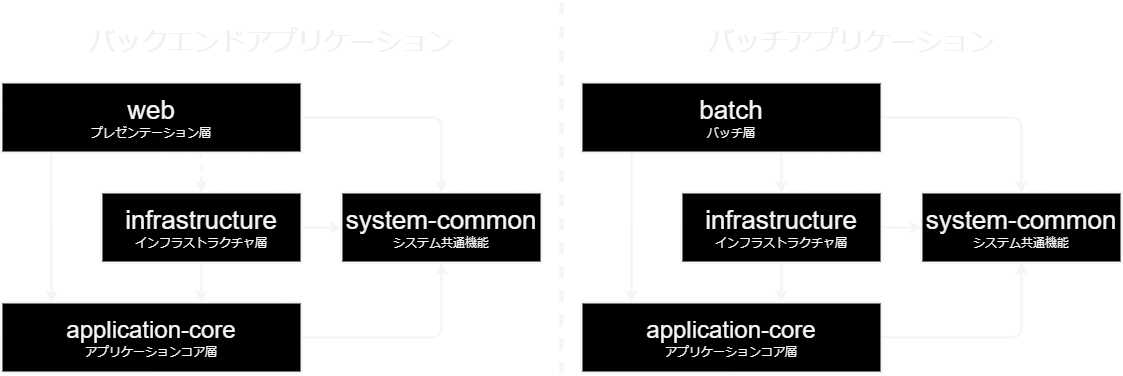 バックエンドアプリケーション
web
プレゼンテーション層
infrastructure
インフラストラクチャ層
system-common
システム共通機能
application-core
アプリケーションコア層
バッチアプリケーション
batch
バッチ層
infrastructure
インフラストラクチャ層
system-common
システム共通機能
application-core
アプリケーションコア層